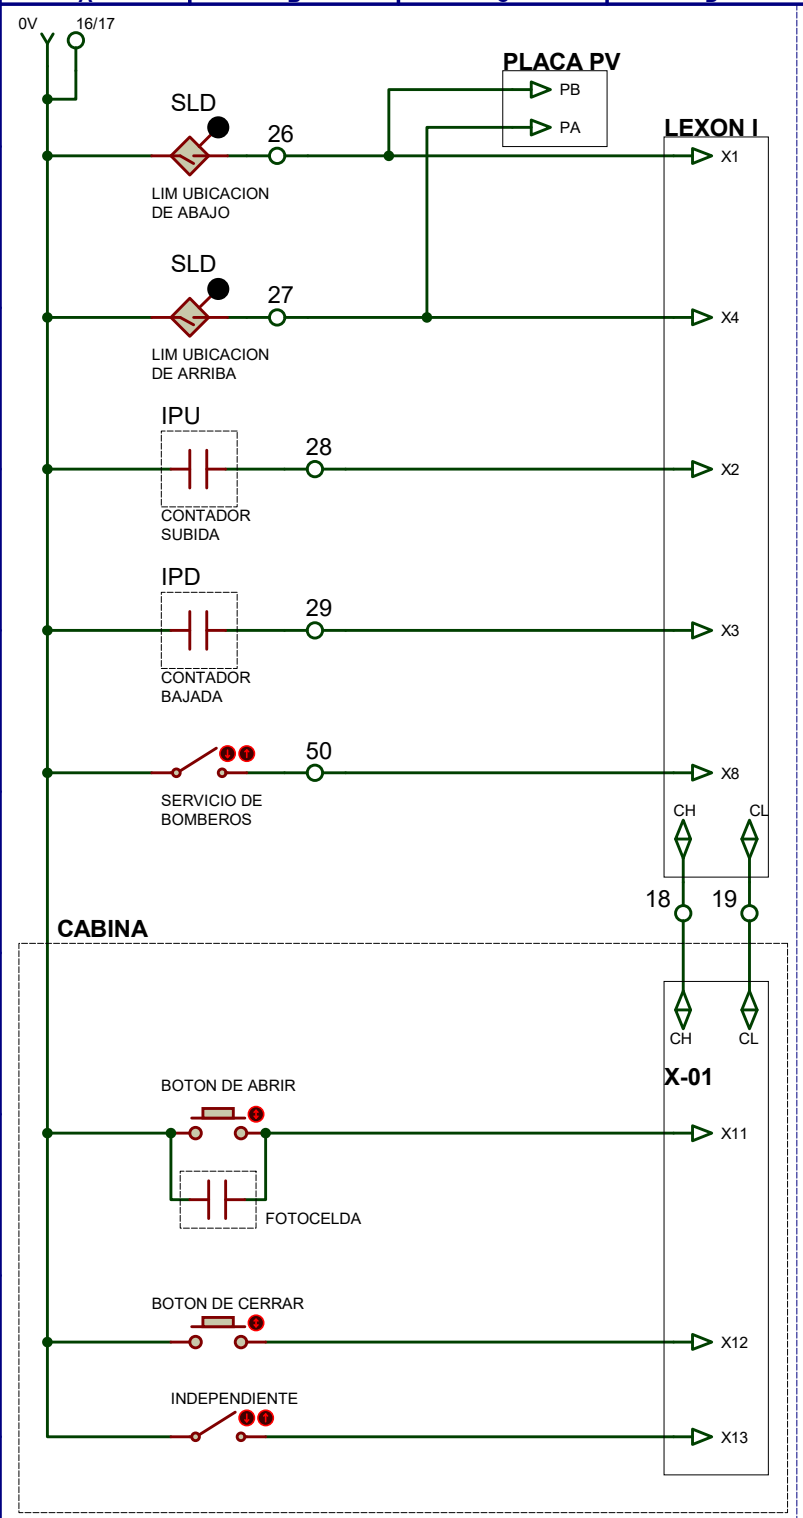 0V
16/17
PLACA PV
PB
PA
LEXON I
SLD
26
X1
LIM UBICACION
DE ABAJO
SLD
27
X4
LIM UBICACION
DE ARRIBA
IPU
28
X2
CONTADOR
SUBIDA
IPD
29
X3
CONTADOR
BAJADA
50
X8
SERVICIO DE
BOMBEROS
CH
CL
18
19
CABINA
CH
CL
X-01
BOTON DE ABRIR
X11
FOTOCELDA
BOTON DE CERRAR
X12
INDEPENDIENTE
X13